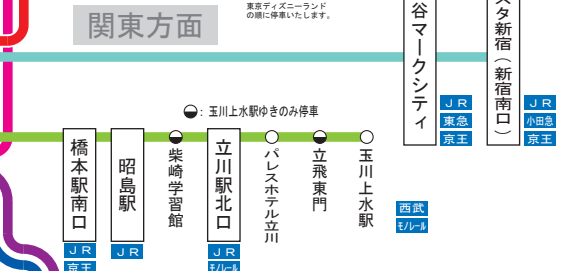 東京ディズニーランド
の順に停車いたします。
関東方面
谷マークシティ
JR
東急
京王
スタ新宿（新宿南口）
JR
小田急
京王
：玉川上水駅ゆきのみ停車
橋本駅南口
JR
京王
昭島駅
JR
柴崎学習館
立川駅北口
JR
モノレール
パレスホテル立川
立飛東門
玉川上水駅
西武
モノレール